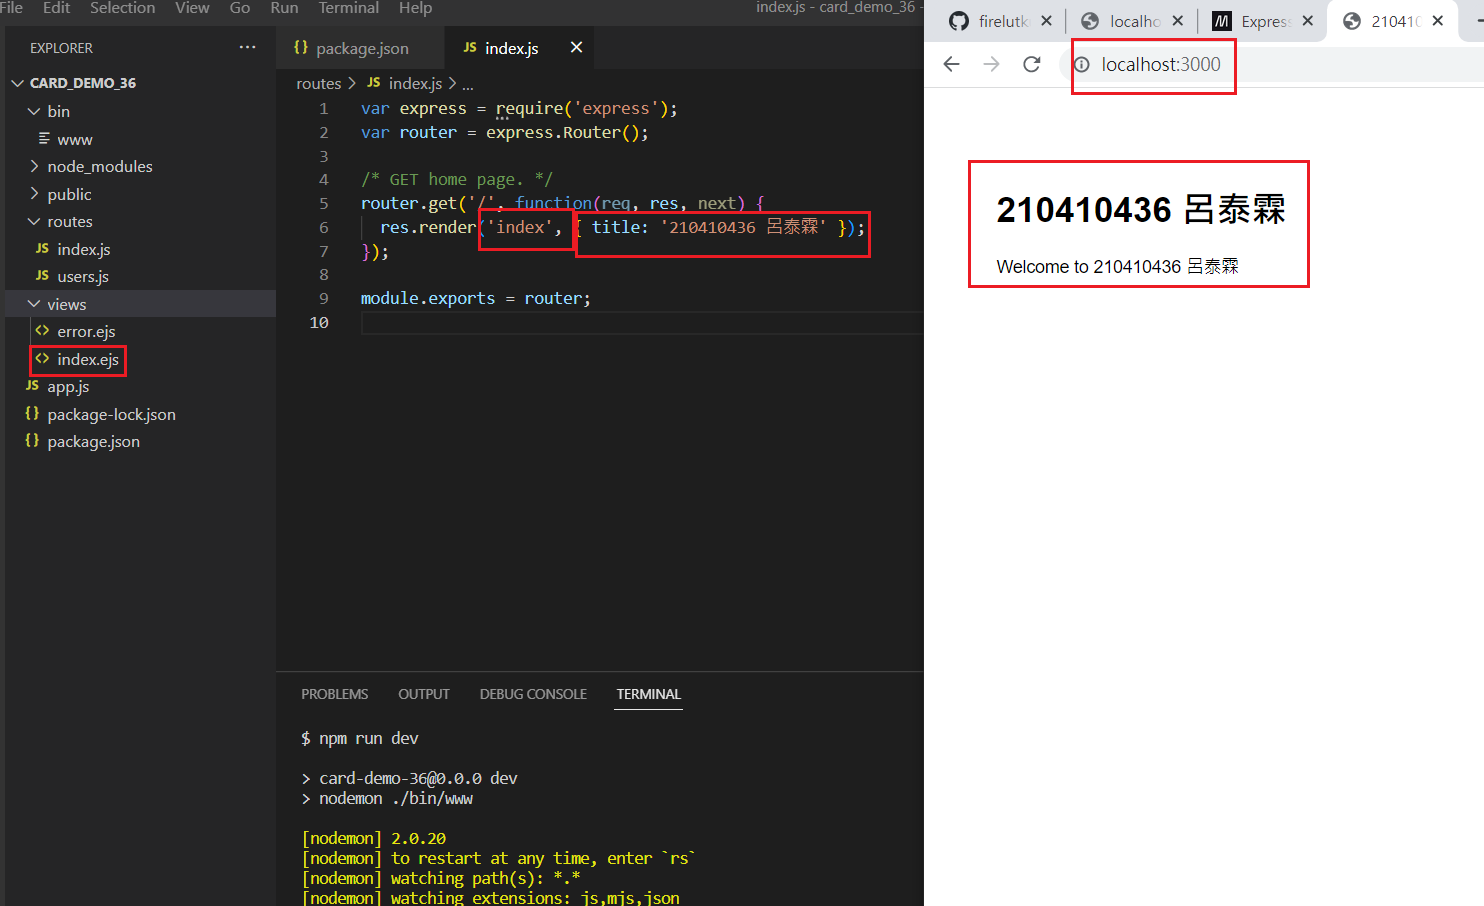 File Edit Selection View Go Run Terminal Help index.js - card_demo_36 -
EXPLORER ...
CARD_DEMO_36
bin
www
node_modules
public
routes
JS index.js
JS users.js
views
<> error.ejs
<> index.ejs
JS app.js
{} package-lock.json
{} package.json
{} package.json JS index.js ×
routes > JS index.js > ...
1 var express = require('express');
2 var router = express.Router();
3
4 /* GET home page. */
5 router.get('/', function(req, res, next) {
6 res.render('index', { title: '210410436 呂泰霖' });
7 });
8
9 module.exports = router;
10
PROBLEMS OUTPUT DEBUG CONSOLE TERMINAL
$ npm run dev
> card-demo-36@0.0.0 dev
> nodemon ./bin/www
[nodemon] 2.0.20
[nodemon] to restart at any time, enter `rs`
[nodemon] watching path(s): *.*
[nodemon] watching extensions: js,mjs,json
firelutk × localho × M Express × 21041 ×
localhost:3000
210410436 呂泰霖
Welcome to 210410436 呂泰霖